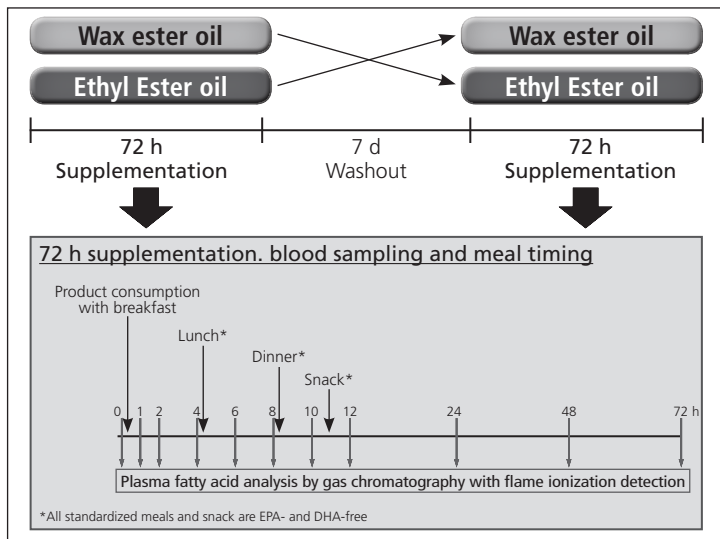 Wax ester oil
Wax ester oil
Ethyl Ester oil
Ethyl Ester oil
72 h
Supplementation
7 d
Washout
72 h
Supplementation
72 h supplementation. blood sampling and meal timing
Product consumption
with breakfast
Lunch*
Dinner*
Snack*
0 1 2 4 6 8 10 12 24 48 72 h
Plasma fatty acid analysis by gas chromatography with flame ionization detection
*All standardized meals and snack are EPA- and DHA-free